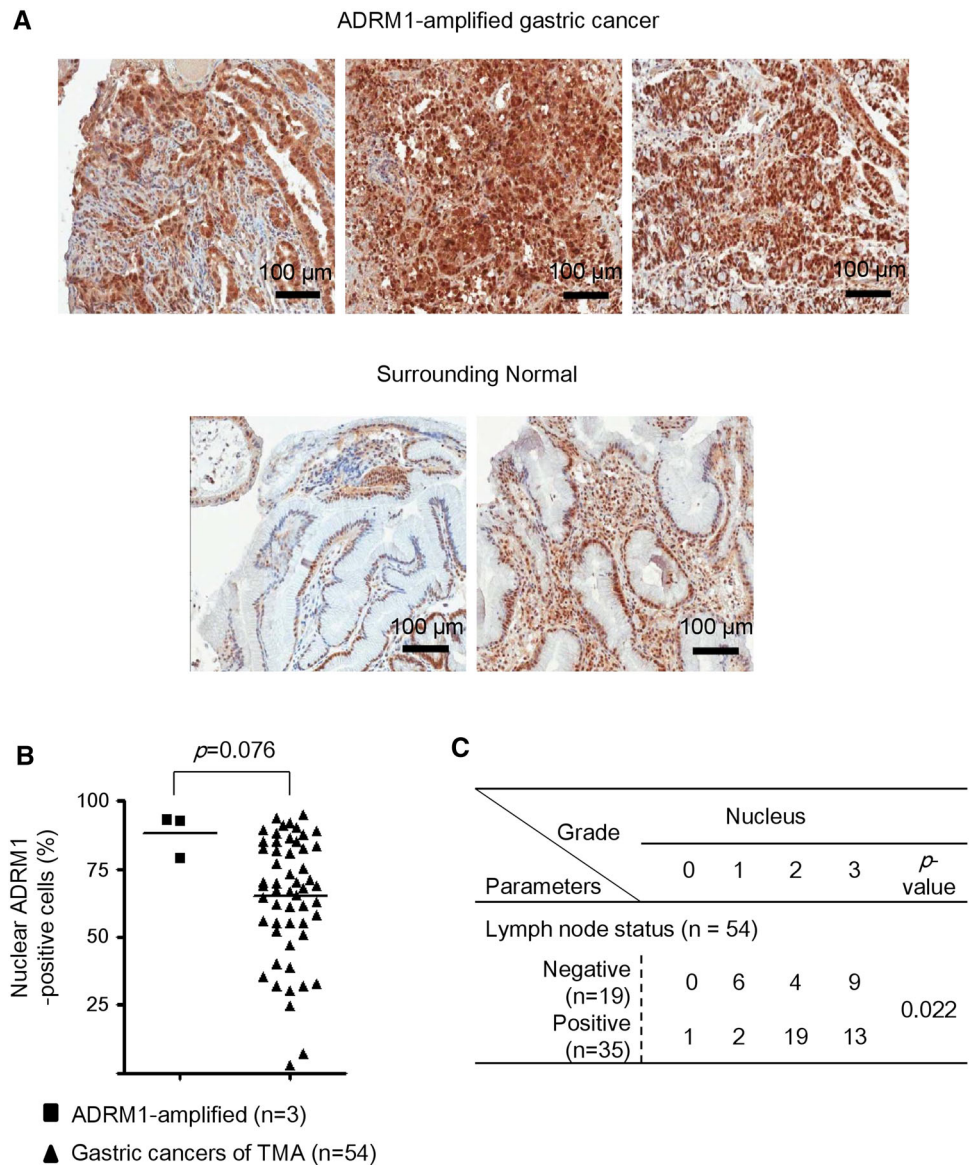 A
ADRM1-amplified gastric cancer
100 µm
100 µm
100 µm
Surrounding Normal
100 µm
100 µm
B
p=0.076
100
75
50
25
Nuclear ADRM1
-positive cells (%)
ADRM1-amplified (n=3)
Gastric cancers of TMA (n=54)
C
Grade
Parameters
Nucleus
0 1 2 3
p-
value
Lymph node status (n = 54)
Negative
(n=19)
0 6 4 9
Positive
(n=35)
1 2 19 13
0.022